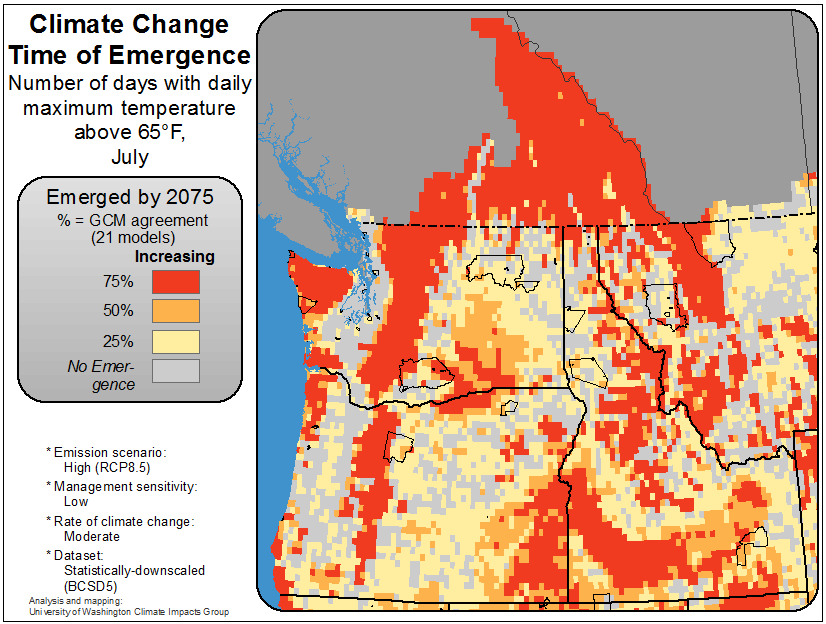 Climate Change
Time of Emergence
Number of days with daily
maximum temperature
above 65°F,
July
Emerged by 2075
% = GCM agreement
(21 models)
Increasing
75%
50%
25%
No Emer-
gence
* Emission scenario:
High (RCP8.5)
* Management sensitivity:
Low
* Rate of climate change:
Moderate
* Dataset:
Statistically-downscaled
(BCSD5)
Analysis and mapping:
University of Washington Climate Impacts Group